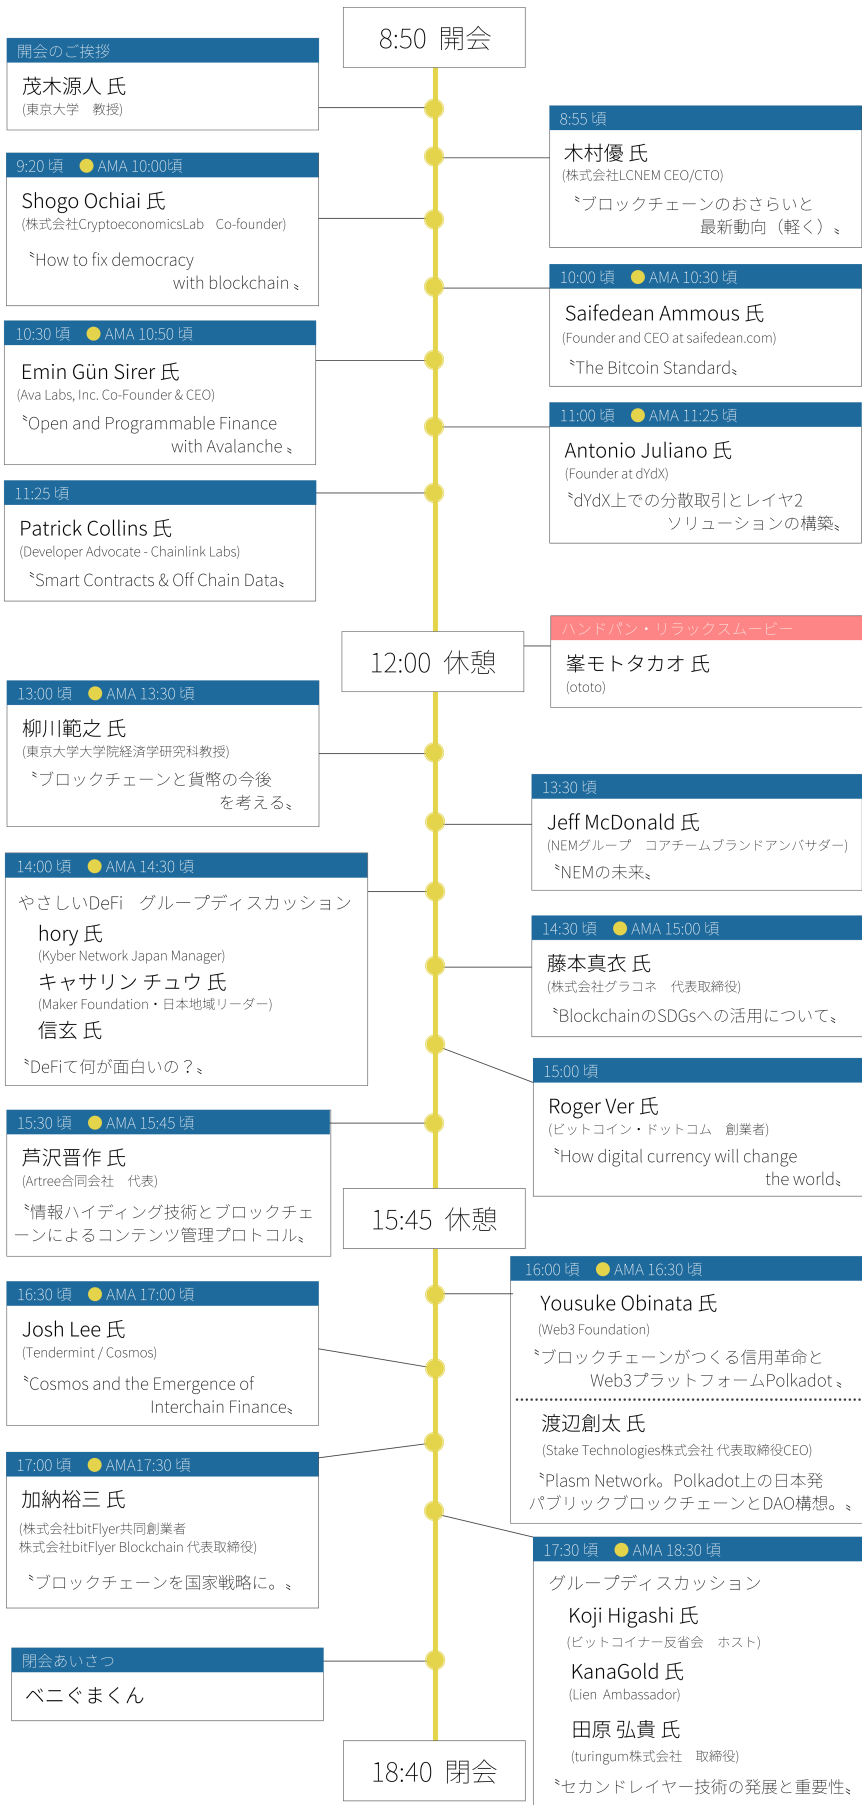 8:50 開会
開会のご挨拶
茂木源人 氏
(東京大学　教授)
8:55 頃
木村優 氏
(株式会社LCNEM CEO/CTO)
〝ブロックチェーンのおさらいと
最新動向（軽く）〟
9:20 頃 AMA 10:00頃
Shogo Ochiai 氏
(株式会社CryptoeconomicsLab　Co-founder)
〝How to fix democracy
with blockchain〟
10:00 頃 AMA 10:30 頃
Saifedean Ammous 氏
(Founder and CEO at saifedean.com)
〝The Bitcoin Standard〟
10:30 頃 AMA 10:50 頃
Emin Gün Sirer 氏
(Ava Labs, Inc. Co-Founder & CEO)
〝Open and Programmable Finance
with Avalanche〟
11:00 頃 AMA 11:25 頃
Antonio Juliano 氏
(Founder at dYdX)
〝dYdX上での分散取引とレイヤ2
ソリューションの構築〟
11:25 頃
Patrick Collins 氏
(Developer Advocate - Chainlink Labs)
〝Smart Contracts & Off Chain Data〟
12:00 休憩
ハンドパン・リラックスムービー
峯モトタカオ 氏
(ototo)
13:00 頃 AMA 13:30 頃
柳川範之 氏
(東京大学大学院経済学研究科教授)
〝ブロックチェーンと貨幣の今後
を考える〟
13:30 頃
Jeff McDonald 氏
(NEMグループ　コアチームブランドアンバサダー)
〝NEMの未来〟
14:00 頃 AMA 14:30 頃
やさしいDeFi　グループディスカッション
hory 氏
(Kyber Network Japan Manager)
キャサリン チュウ 氏
(Maker Foundation・日本地域リーダー)
信玄 氏
〝DeFiて何が面白いの？〟
14:30 頃 AMA 15:00 頃
藤本真衣 氏
(株式会社グラコネ　代表取締役)
〝BlockchainのSDGsへの活用について〟
15:00 頃
Roger Ver 氏
(ビットコイン・ドットコム　創業者)
〝How digital currency will change
the world〟
15:30 頃 AMA 15:45 頃
芦沢晋作 氏
(Artree合同会社　代表)
〝情報ハイディング技術とブロックチェ
ーンによるコンテンツ管理プロトコル〟
15:45 休憩
16:00 頃 AMA 16:30 頃
Yousuke Obinata 氏
(Web3 Foundation)
〝ブロックチェーンがつくる信用革命と
Web3プラットフォームPolkadot〟
渡辺創太 氏
(Stake Technologies株式会社 代表取締役CEO)
〝Plasm Network。Polkadot上の日本発
パブリックブロックチェーンとDAO構想。〟
16:30 頃 AMA 17:00 頃
Josh Lee 氏
(Tendermint / Cosmos)
〝Cosmos and the Emergence of
Interchain Finance〟
17:00 頃 AMA17:30 頃
加納裕三 氏
(株式会社bitFlyer共同創業者
株式会社bitFlyer Blockchain 代表取締役)
〝ブロックチェーンを国家戦略に。〟
17:30 頃 AMA 18:30 頃
グループディスカッション
Koji Higashi 氏
(ビットコイナー反省会　ホスト)
KanaGold 氏
(Lien Ambassador)
田原 弘貴 氏
(turingum株式会社　取締役)
〝セカンドレイヤー技術の発展と重要性〟
閉会あいさつ
ベニぐまくん
18:40 閉会